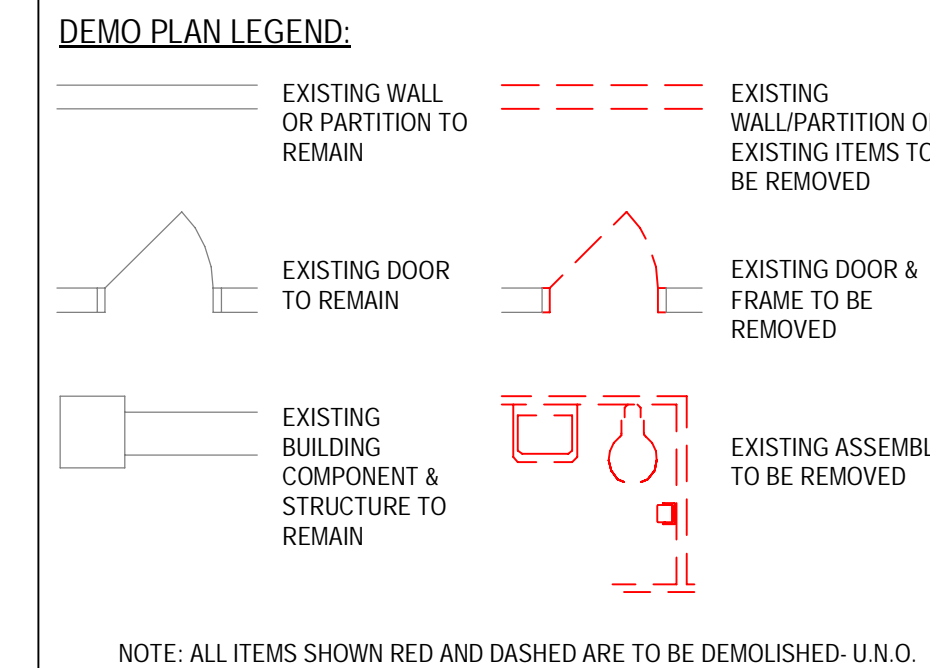 DEMO PLAN LEGEND:
EXISTING WALL
OR PARTITION TO
REMAIN
EXISTING
WALL/PARTITION
EXISTING ITEMS
BE REMOVED
EXISTING DOOR
TO REMAIN
EXISTING DOOR &
FRAME TO BE
REMOVED
EXISTING
BUILDING
COMPONENT &
STRUCTURE TO
REMAIN
EXISTING
TO BE REMOVED
NOTE: ALL ITEMS SHOWN RED AND DASHED ARE TO BE DEMOLISHED- U.N.O.